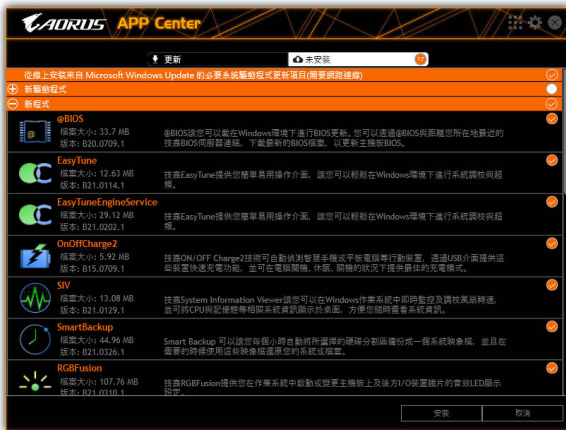 AORUS APP Center
更新
未安裝
從線上安裝來自 Microsoft Windows Update 的必要系統驅動程式更新項目(需要網路連線)
新驅動程式
新程式
@BIOS
檔案大小: 33.7 MB
版本: B20.0709.1
@BIOS讓您可以載在Windows環境下進行BIOS更新。您可以透過@BIOS與距離您所在地最近的
技嘉BIOS伺服器連結，下載最新的BIOS檔案，以更新主機板BIOS。
EasyTune
檔案大小: 12.63 MB
版本: B21.0114.1
技嘉EasyTune提供您簡單易用操作介面，讓您可以輕鬆在Windows環境下進行系統調校與超
頻。
EasyTuneEngineService
檔案大小: 29.12 MB
版本: B21.0202.1
技嘉EasyTune提供您簡單易用操作介面，讓您可以輕鬆在Windows環境下進行系統調校與超
頻。
OnOffCharge2
檔案大小: 5.92 MB
版本: B15.0709.1
技嘉ON/OFF Charge2技術可自動偵測智慧手機或平板電腦等行動裝置，透過USB介面提供這
些裝置快速充電功能，並可在電腦開機、休眠、關機的狀況下提供最佳的充電模式。
SIV
檔案大小: 13.08 MB
版本: B21.0129.1
技嘉System Information Viewer讓您可以在Windows作業系統中即時監控及調校風扇轉速，
並可將CPU與記憶體等相關系統資訊顯示於桌面，方便您隨時查看系統資訊。
SmartBackup
檔案大小: 44.96 MB
版本: B21.0326.1
Smart Backup 可以讓您每個小時自動將所選擇的硬碟分割區備份成一個系統映象檔，並且在
需要的時候使用這些映像檔還原您的系統或檔案。
RGBFusion
檔案大小: 107.76 MB
版本: B21.0310.1
技嘉RGBFusion提供您在作業系統中啟動或變更主機板上及後方I/O裝置鐵片的音效LED顯示
設定。
安裝
取消